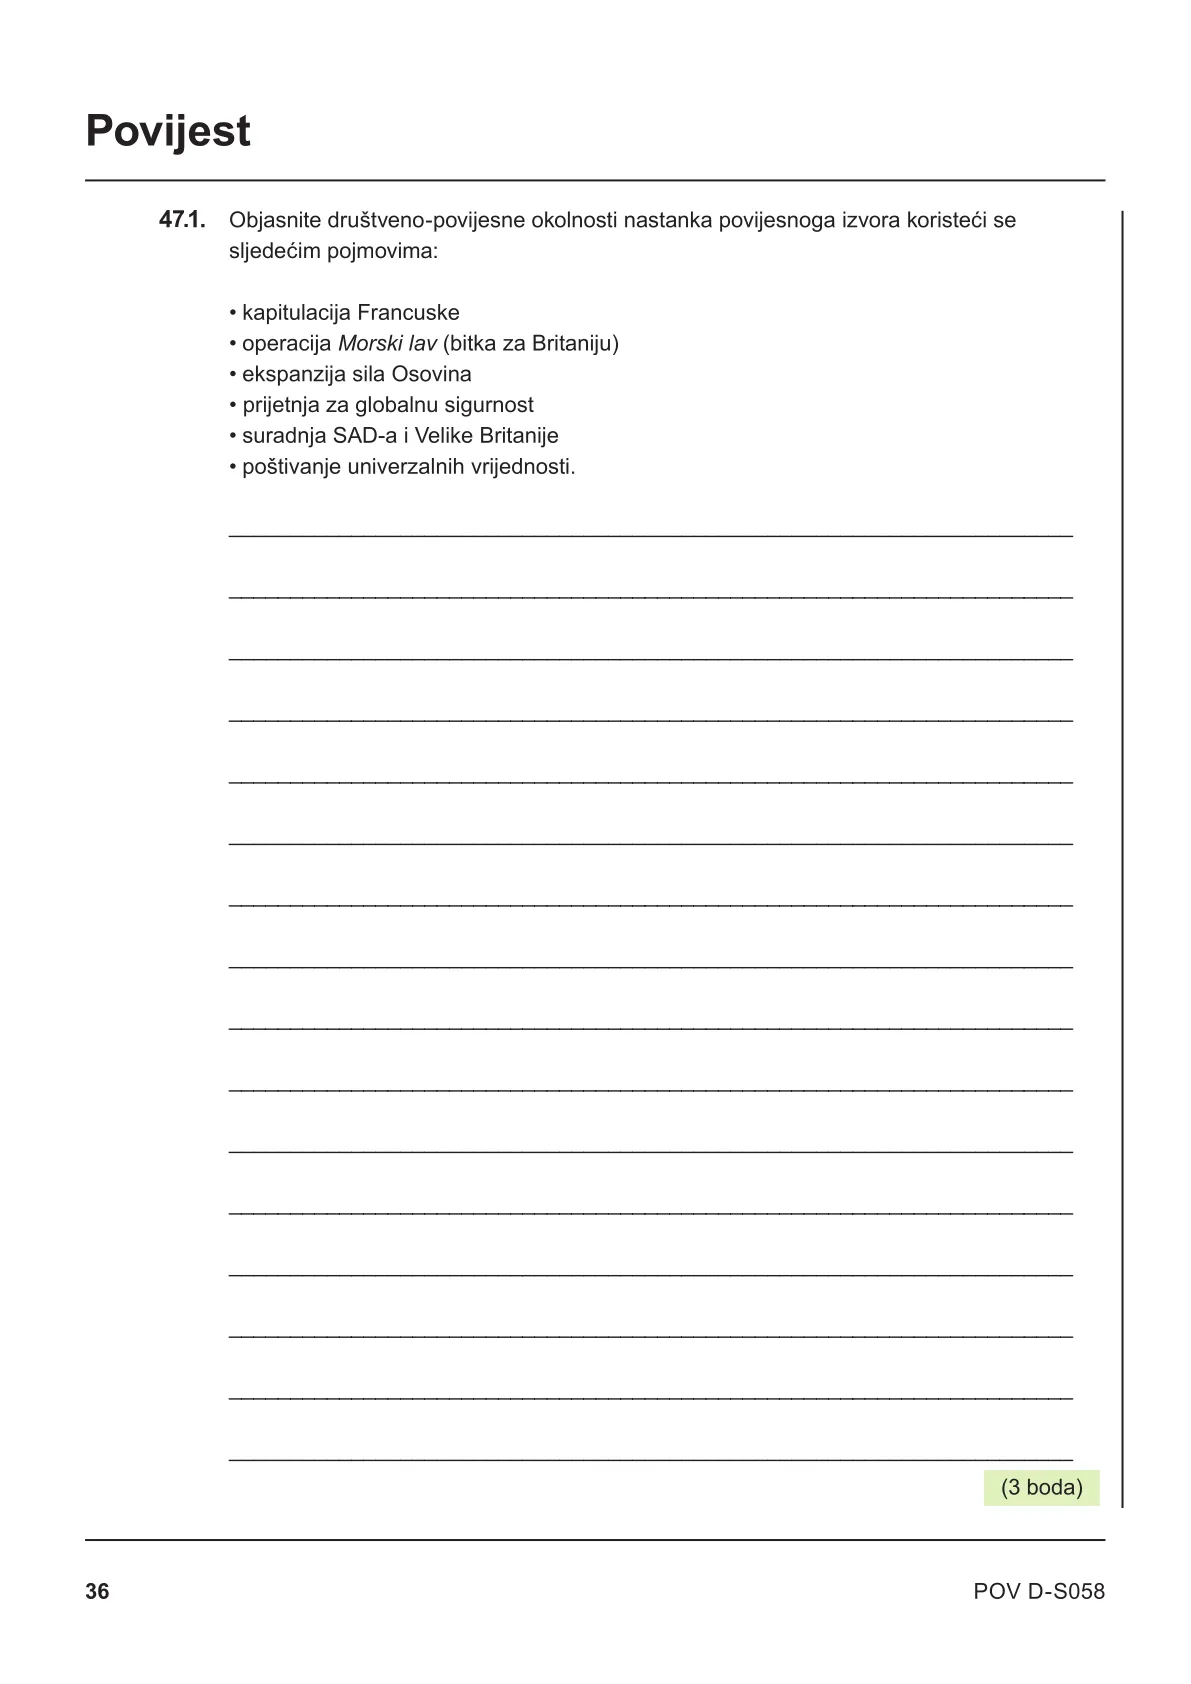 Povijest
47.1. Objasnite društveno-povijesne okolnosti nastanka povijesnoga izvora koristeći se
sljedećim pojmovima:
• kapitulacija Francuske
• operacija Morski lav (bitka za Britaniju)
• ekspanzija sila Osovina
• prijetnja za globalnu sigurnost
• suradnja SAD-a i Velike Britanije
• poštivanje univerzalnih vrijednosti.
(3 boda)
36
POV D-S058